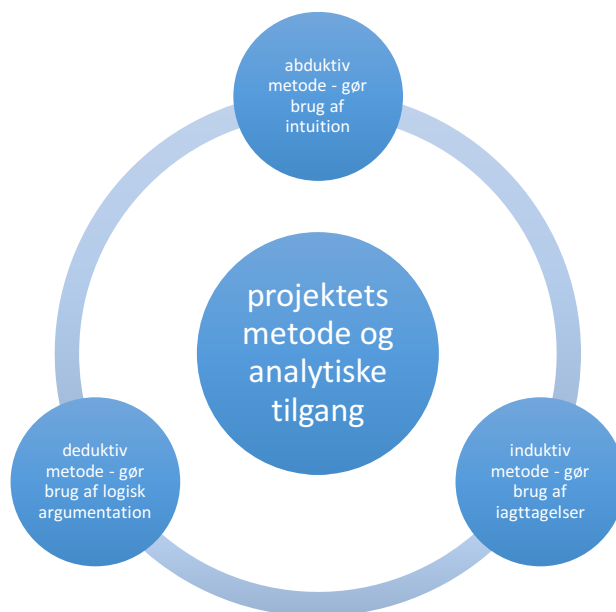 abduktiv
metode - gør
brug af
intuition
projektets
metode og
analytiske
tilgang
deduktiv
metode - gør
brug af logisk
argumentation
induktiv
metode - gør
brug af
iagttagelser